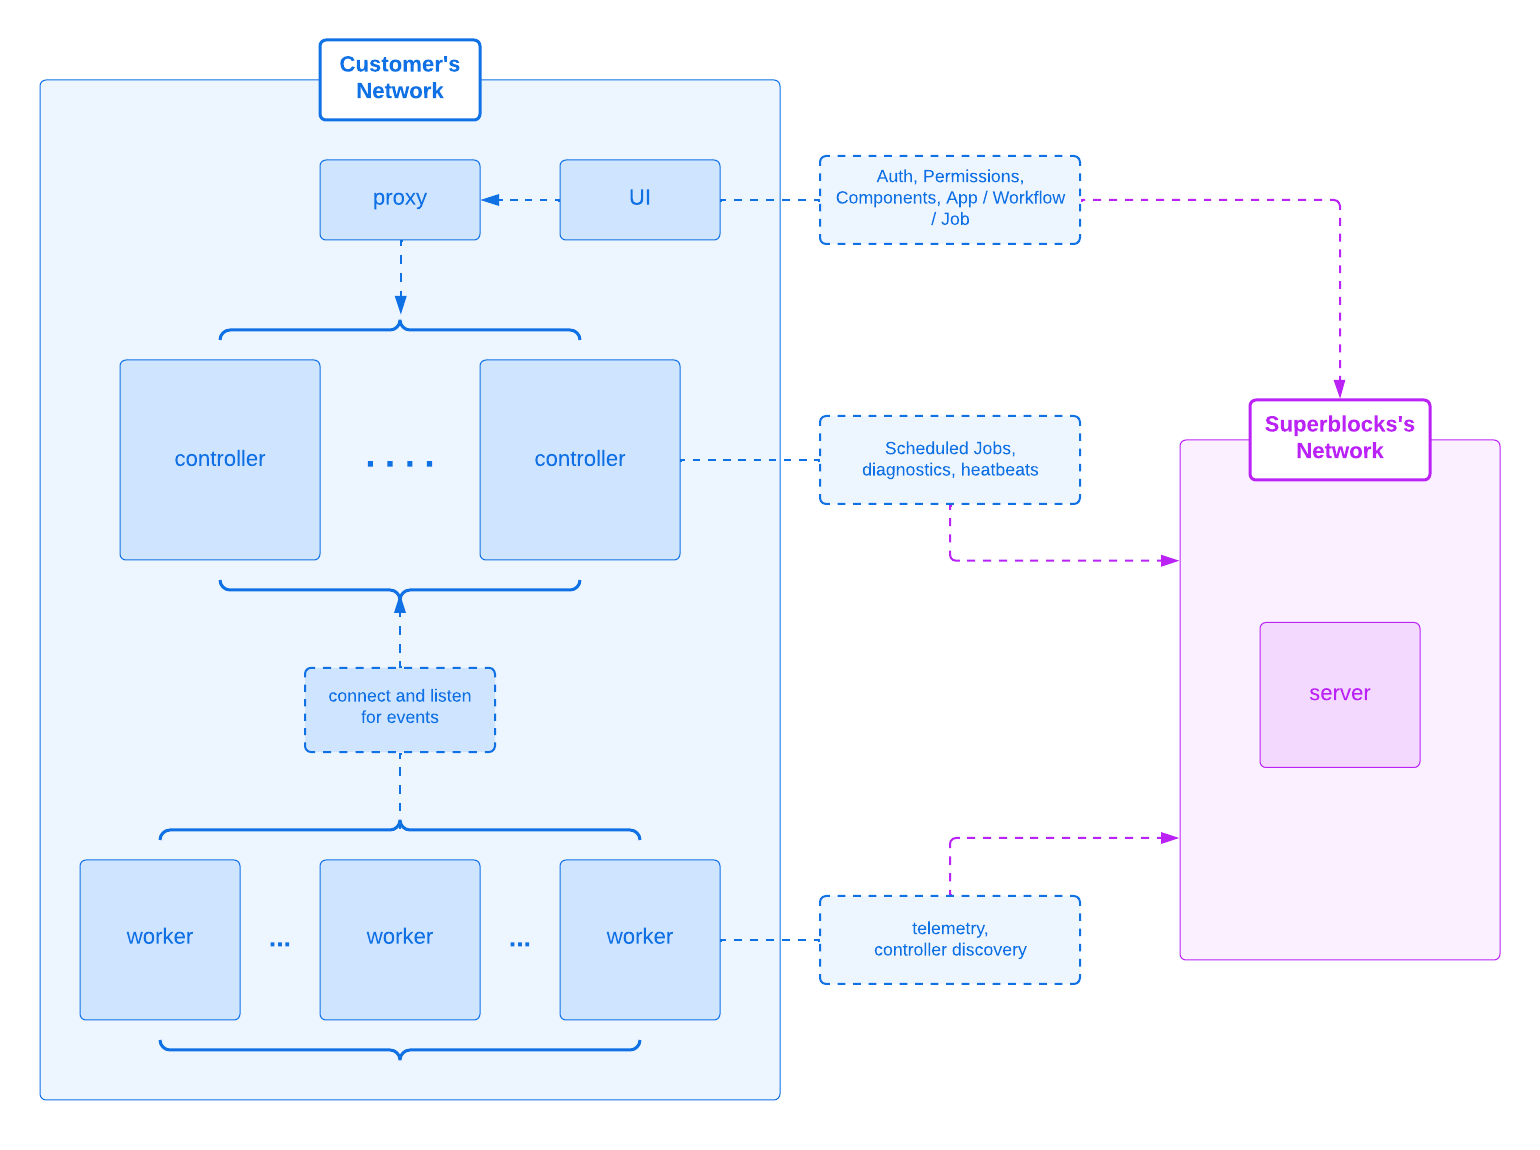 Customer's
Network
proxy
UI
Auth, Permissions,
Components, App / Workflow
/ Job
controller
....
controller
Scheduled Jobs,
diagnostics, heatbeats
Superblocks's
Network
connect and listen
for events
server
worker
...
worker
...
worker
telemetry,
controller discovery